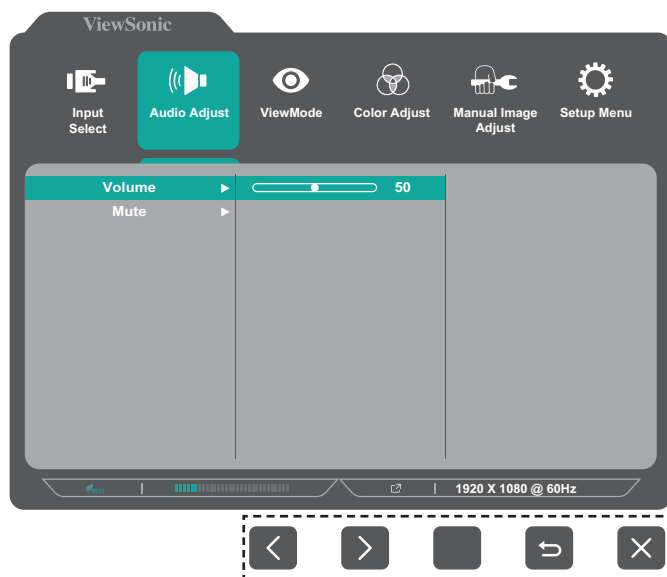 ViewSonic
Input
Select
Audio Adjust
ViewMode
Color Adjust
Manual Image
Adjust
Setup Menu
Volume
50
Mute
eco
1920 X 1080 @ 60Hz